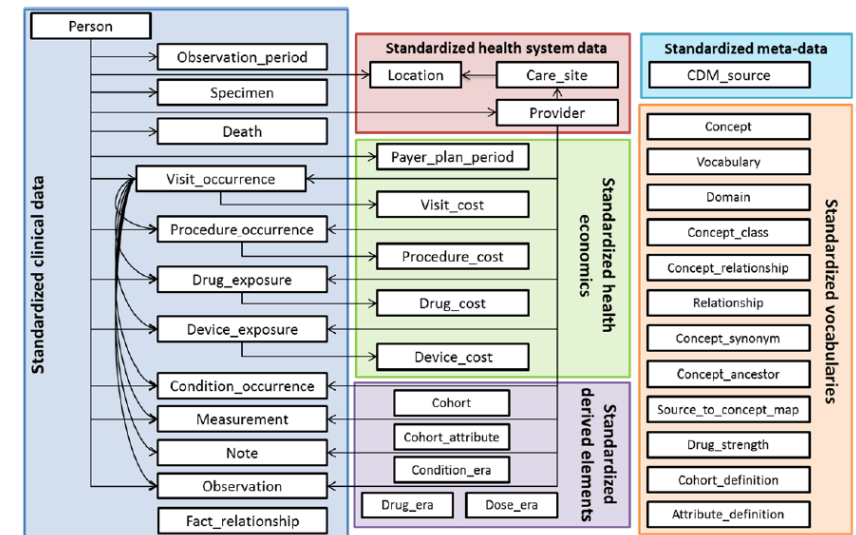 Person
Standardized clinical data
Observation_period
Specimen
Death
Visit_occurrence
Procedure_occurrence
Drug_exposure
Device_exposure
Condition_occurrence
Measurement
Note
Observation
Fact_relationship
Standardized health system data
Location
Care_site
Provider
Payer_plan_period
Visit_cost
Procedure_cost
Drug_cost
Device_cost
Standardized health
economics
Cohort
Cohort_attribute
Condition_era
Drug_era
Dose_era
Standardized
derived elements
Standardized meta-data
CDM_source
Concept
Vocabulary
Domain
Concept_class
Concept_relationship
Relationship
Concept_synonym
Concept_ancestor
Source_to_concept_map
Drug_strength
Cohort_definition
Attribute_definition
Standardized vocabularies